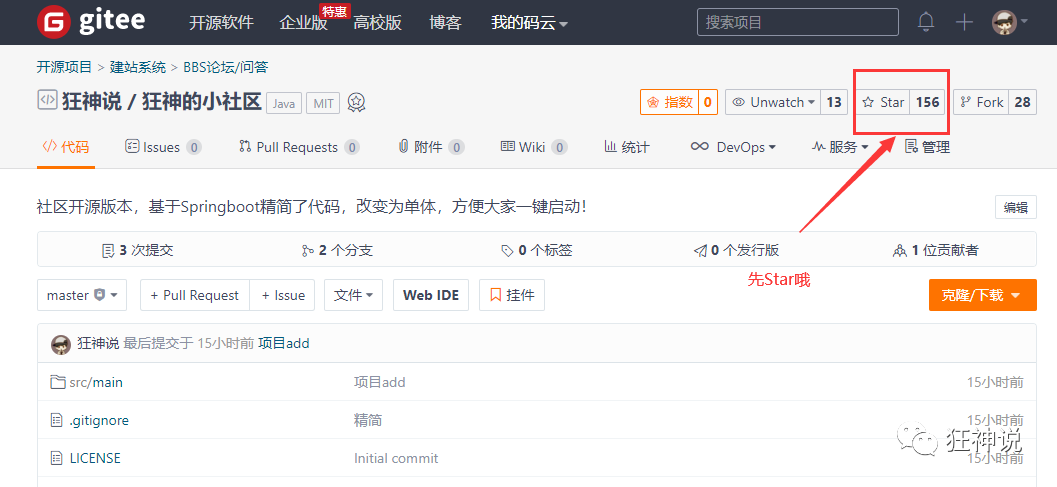 gitee 开源软件 企业版 特惠 高校版 博客 我的码云 搜索项目
开源项目 > 建站系统 > BBS论坛/问答
狂神说 / 狂神的小社区 Java MIT 指数 0 Unwatch 13 Star 156 Fork 28
代码 Issues 0 Pull Requests 0 附件 0 Wiki 0 统计 DevOps 服务 管理
社区开源版本，基于Springboot精简了代码，改变为单体，方便大家一键启动！ 编辑
3 次提交 2 个分支 0 个标签 0 个发行版 1 位贡献者
先Star哦
master + Pull Request + Issue 文件 Web IDE 挂件 克隆/下载
狂神说 最后提交于 15小时前 项目add
src/main 项目add 15小时前
.gitignore 精简 15小时前
LICENSE Initial commit 15小时前
狂神说